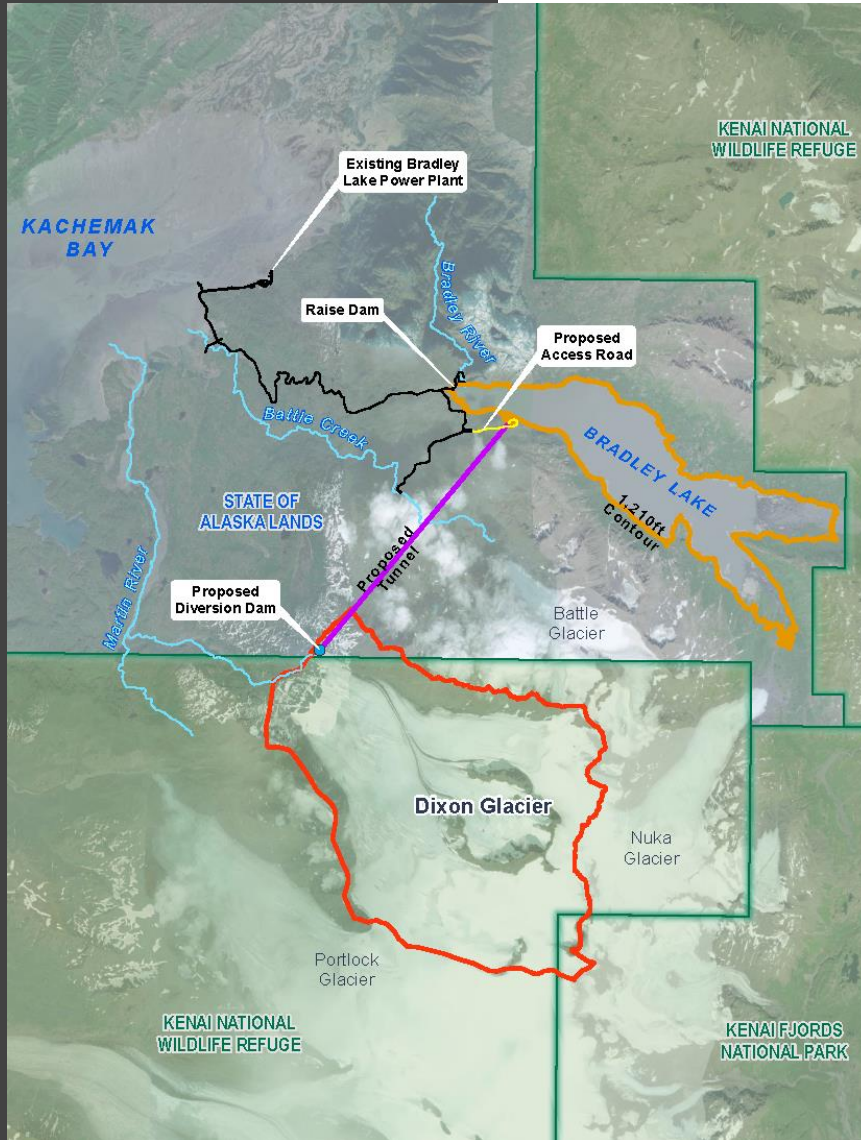 KENAI NATIONAL
WILDLIFE REFUGE
Existing Bradley
Lake Power Plant
KACHEMAK
BAY
Bradley River
Raise Dam
Proposed
Access Road
Battle Creek
BRADLEY LAKE
1,210ft
Contour
STATE OF
ALASKA LANDS
Proposed
Tunnel
Martin River
Proposed
Diversion Dam
Battle
Glacier
Dixon Glacier
Nuka
Glacier
Portlock
Glacier
KENAI NATIONAL
WILDLIFE REFUGE
KENAI FJORDS
NATIONAL PARK